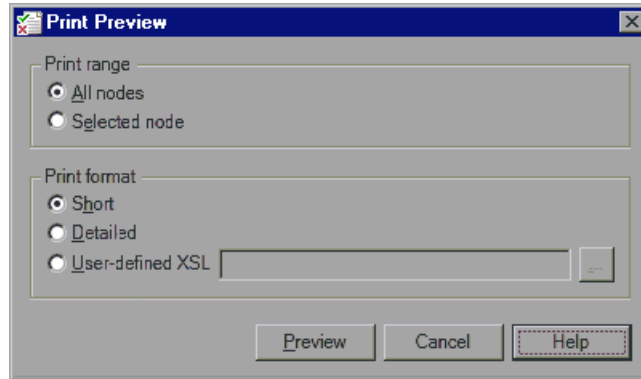 Print Preview
Print range
All nodes
Selected node
Print format
Short
Detailed
User-defined XSL
...
Preview Cancel Help